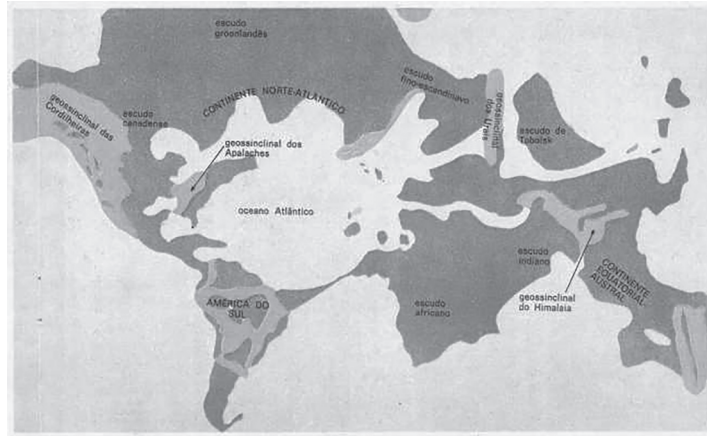 escudo
groenlandês
escudo
fino-escandinavo
geossinclinal das
Cordilheiras
escudo
canadense
CONTINENTE NORTE-ATLÂNTICO
geossinclinal
dos Urais
geossinclinal dos
Apalaches
escudo de
Tobolsk
oceano Atlântico
escudo
indiano
CONTINENTE
EQUATORIAL
AUSTRAL
AMÉRICA DO
SUL
escudo
africano
geossinclinal
do Himalaia